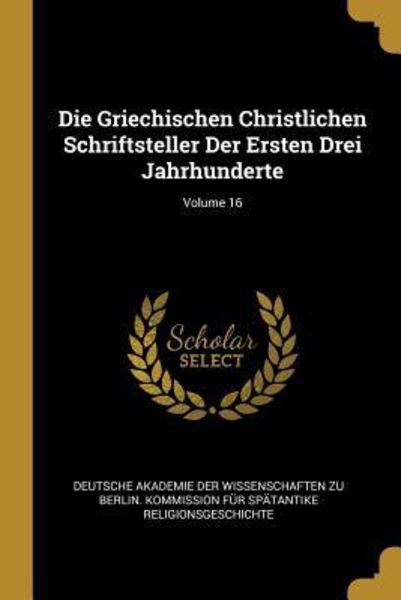 Die Griechischen Christlichen
Schriftsteller Der Ersten Drei
Jahrhunderte
Volume 16
Scholar
SELECT
DEUTSCHE AKADEMIE DER WISSENSCHAFTEN ZU
BERLIN. KOMMISSION FÜR SPÄTANTIKE
RELIGIONSGESCHICHTE